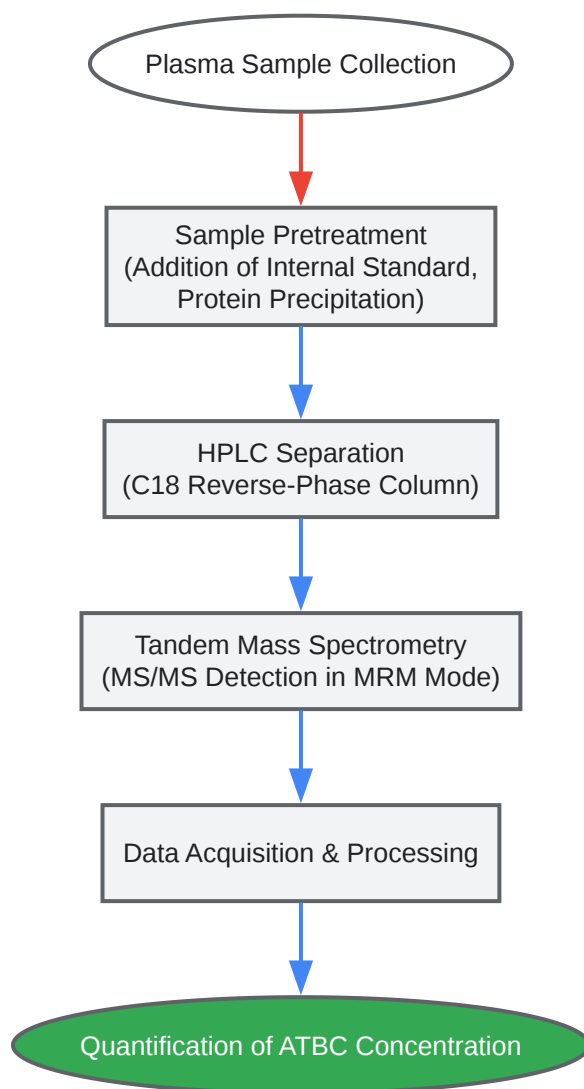 Plasma Sample Collection
Sample Pretreatment
(Addition of Internal Standard,
Protein Precipitation)
HPLC Separation
(C18 Reverse-Phase Column)
Tandem Mass Spectrometry
(MS/MS Detection in MRM Mode)
Data Acquisition & Processing
Quantification of ATBC Concentration